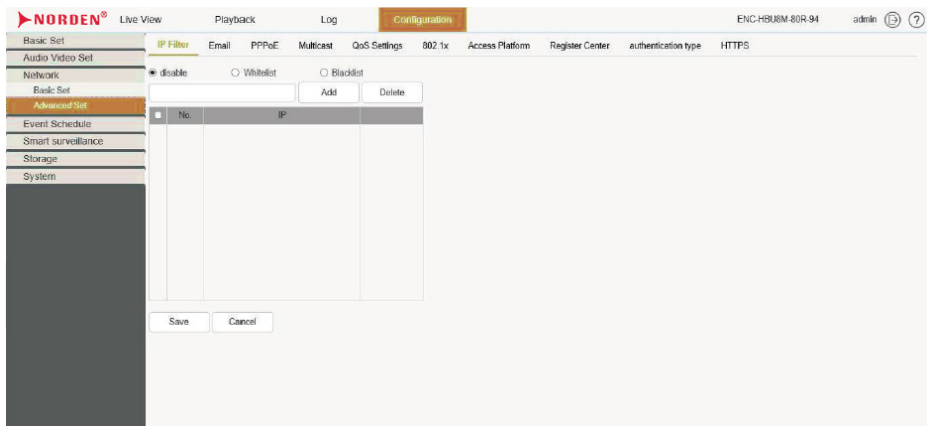 NORDEN® Live View Playback Log Configuration ENC-HBU8M-80R-94 admin ?
Basic Set
Audio Video Set
Network
Basic Set
Advanced Set
Event Schedule
Smart surveillance
Storage
System
IP Filter Email PPPoE Multicast QoS Settings 802.1x Access Platform Register Center authentication type HTTPS
disable Whitelist Blacklist
Add Delete
No. IP
Save Cancel